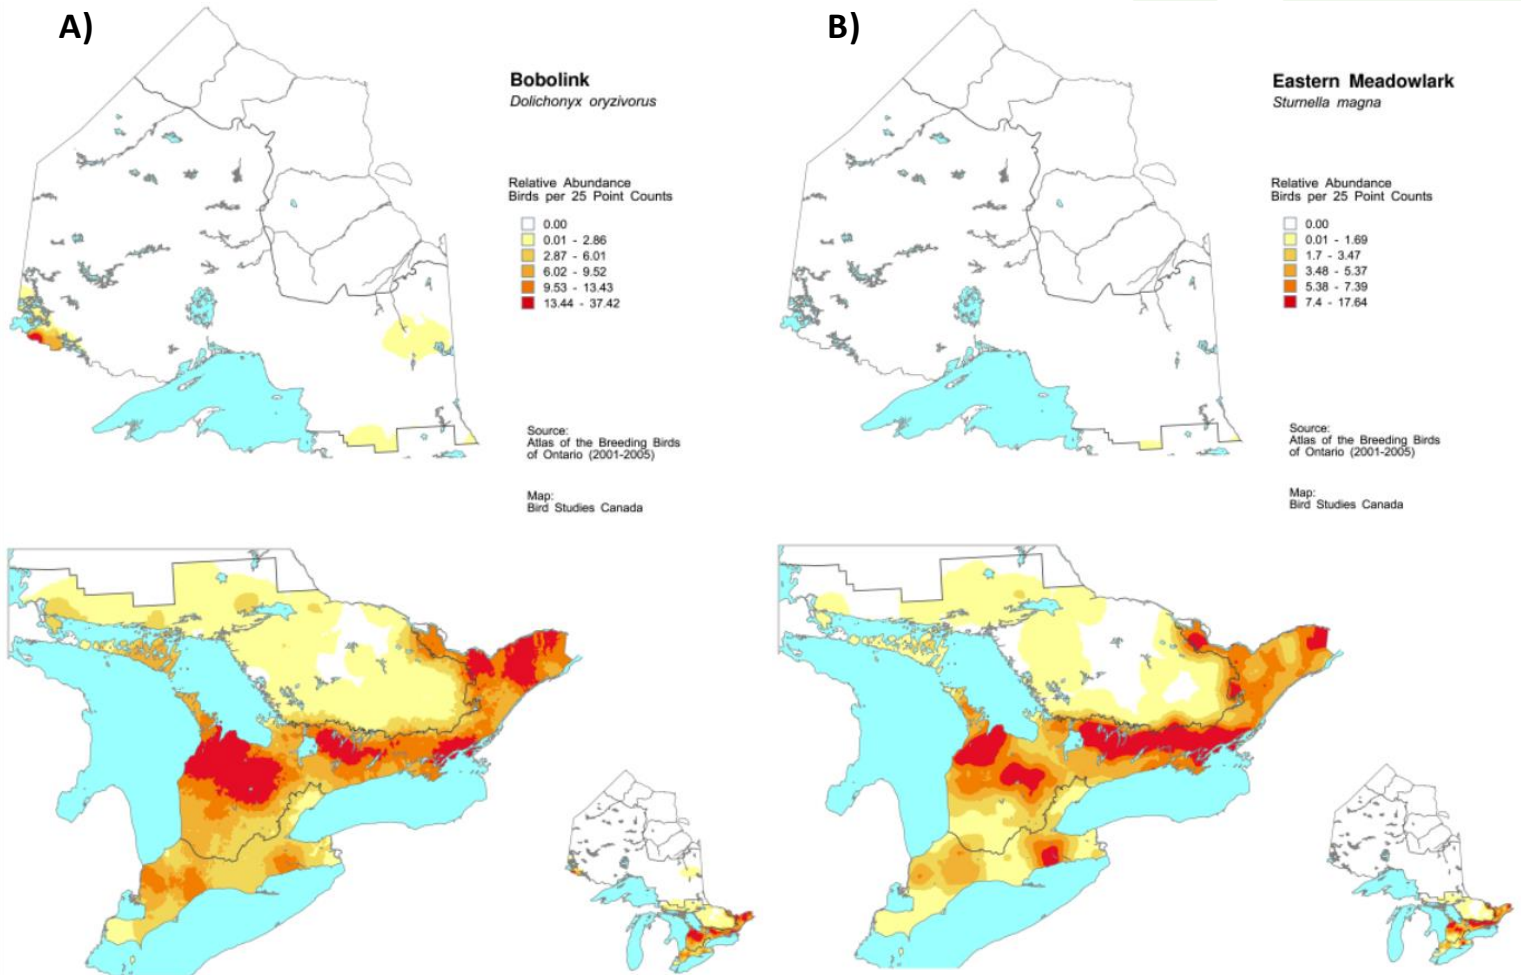 A)
Bobolink
Dolichonyx oryzivorus
Relative Abundance
Birds per 25 Point Counts
0.00
0.01 - 2.86
2.87 - 6.01
6.02 - 9.52
9.53 - 13.43
13.44 - 37.42
Source:
Atlas of the Breeding Birds
of Ontario (2001-2005)
Map:
Bird Studies Canada
B)
Eastern Meadowlark
Sturnella magna
Relative Abundance
Birds per 25 Point Counts
0.00
0.01 - 1.69
1.7 - 3.47
3.48 - 5.37
5.38 - 7.39
7.4 - 17.64
Source:
Atlas of the Breeding Birds
of Ontario (2001-2005)
Map:
Bird Studies Canada